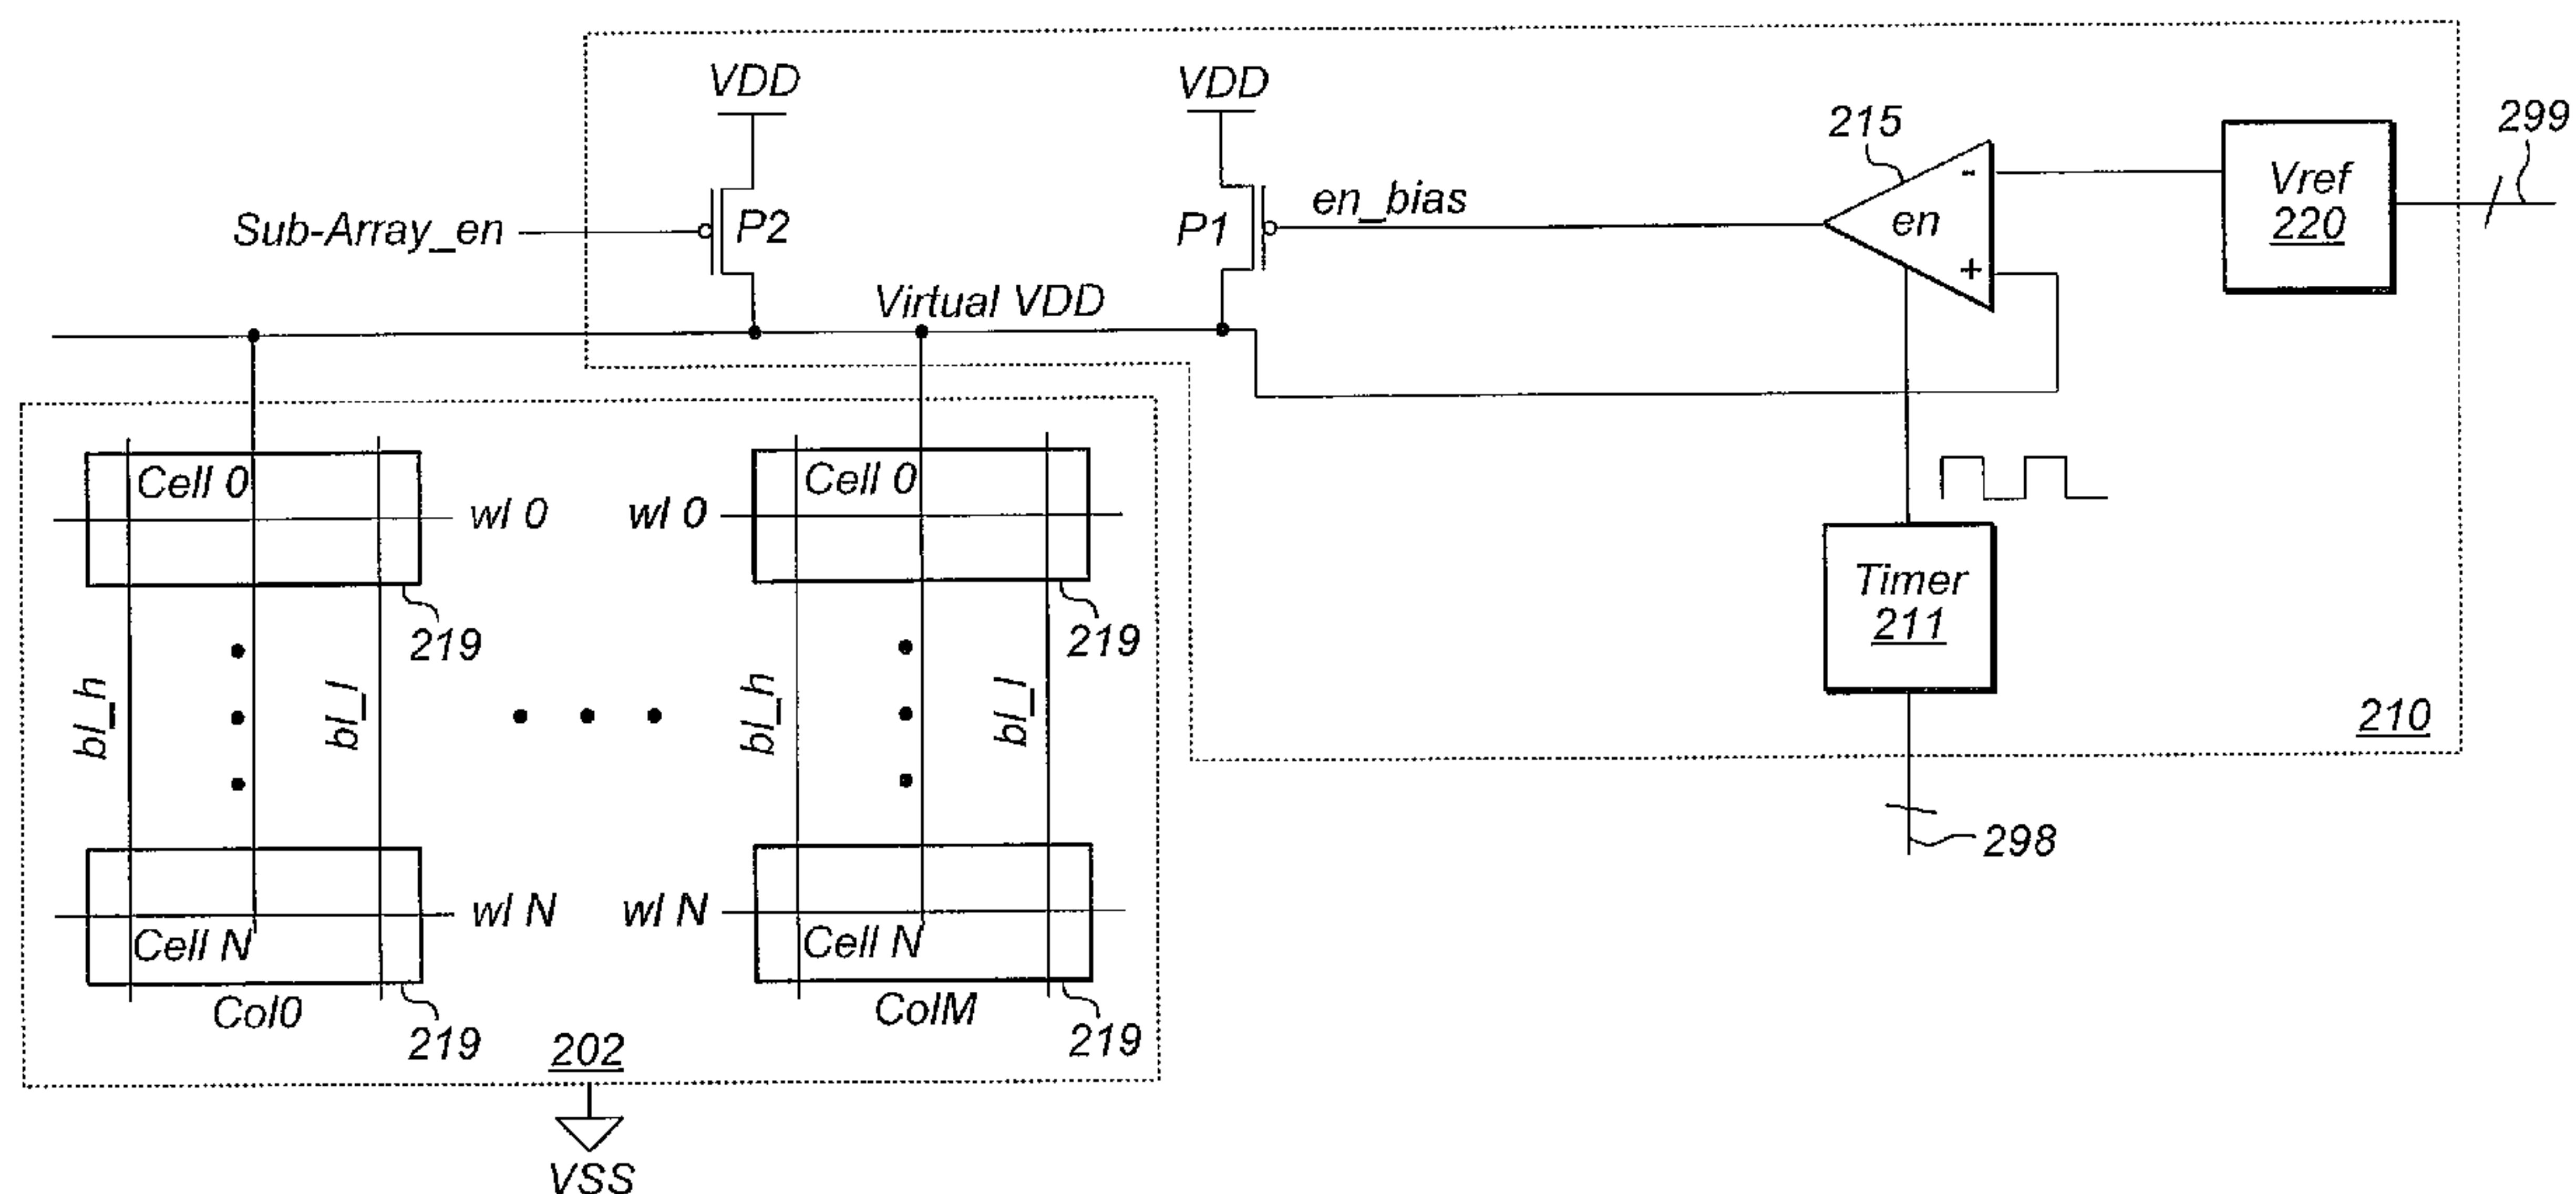 VDD
VDD
215
299
Vref
220
-
en
+
en_bias
P1
Sub-Array_en
P2
Virtual VDD
Cell 0
wl 0
wl 0
Cell 0
219
219
Timer
211
210
298
bl_h
bl_l
bl_h
bl_l
wl N
wl N
Cell N
Cell N
Col0
ColM
219
219
202
VSS